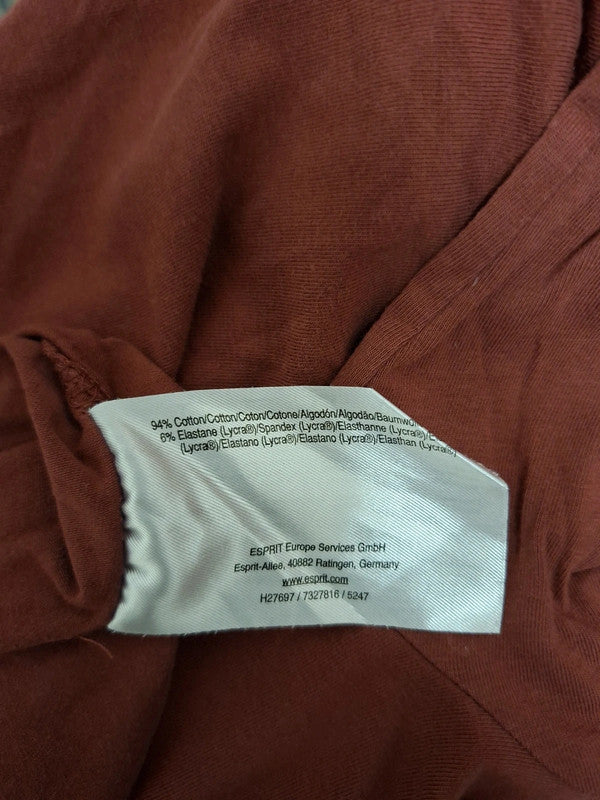 94% Cotton/Cotton/Coton/Cotone/Algodón/Algodão/Baumwo
6% Elastane (Lycra®)/Spandex (Lycra®)/Elasthanne (Lycra®)/E
(Lycra®)/Elastano (Lycra®)/Elastano (Lycra®)/Elasthan (Lycra®)
ESPRIT Europe Services GmbH
Esprit-Allee, 40882 Ratingen, Germany
www.esprit.com
H27697 / 7327816 / 5247